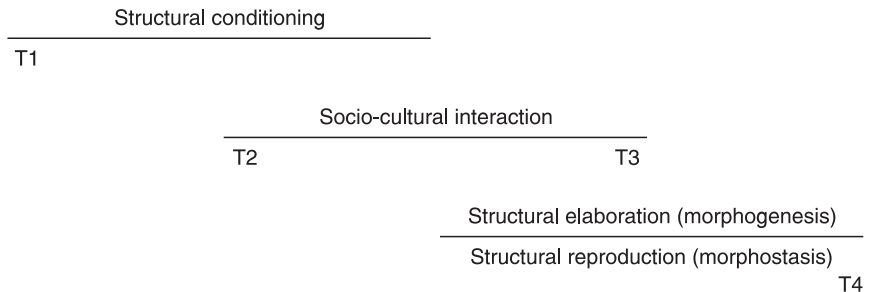 Structural conditioning
T1
Socio-cultural interaction
T2 T3
Structural elaboration (morphogenesis)
Structural reproduction (morphostasis)
T4